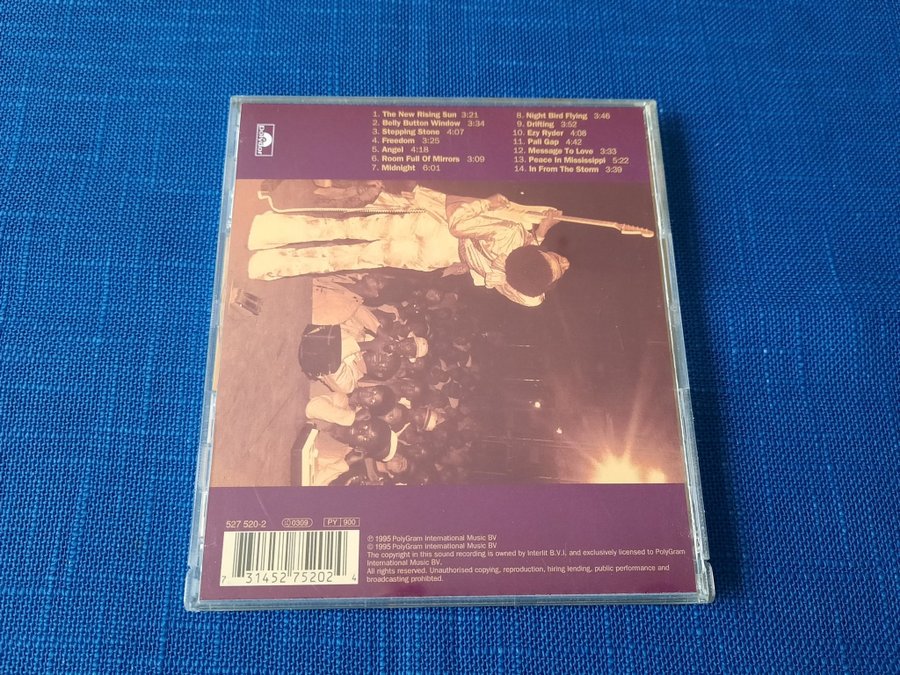 Polydor
1. The New Rising Sun 3:21
2. Belly Button Window 3:34
3. Stepping Stone 4:07
4. Freedom 3:25
5. Angel 4:18
6. Room Full Of Mirrors 3:09
7. Midnight 6:01
8. Night Bird Flying 3:46
9. Drifting 3:52
10. Ezy Ryder 4:08
11. Pali Gap 4:42
12. Message To Love 3:33
13. Peace In Mississippi 5:22
14. In From The Storm 3:39
527 520-2 LC 0309 PY 900
7 31452 75202 4
℗ 1995 PolyGram International Music BV
© 1995 PolyGram International Music BV
The copyright in this sound recording is owned by Interlit B.V.I, and exclusively licensed to PolyGram
International Music BV.
All rights reserved. Unauthorised copying, reproduction, hiring lending, public performance and
broadcasting prohibted.